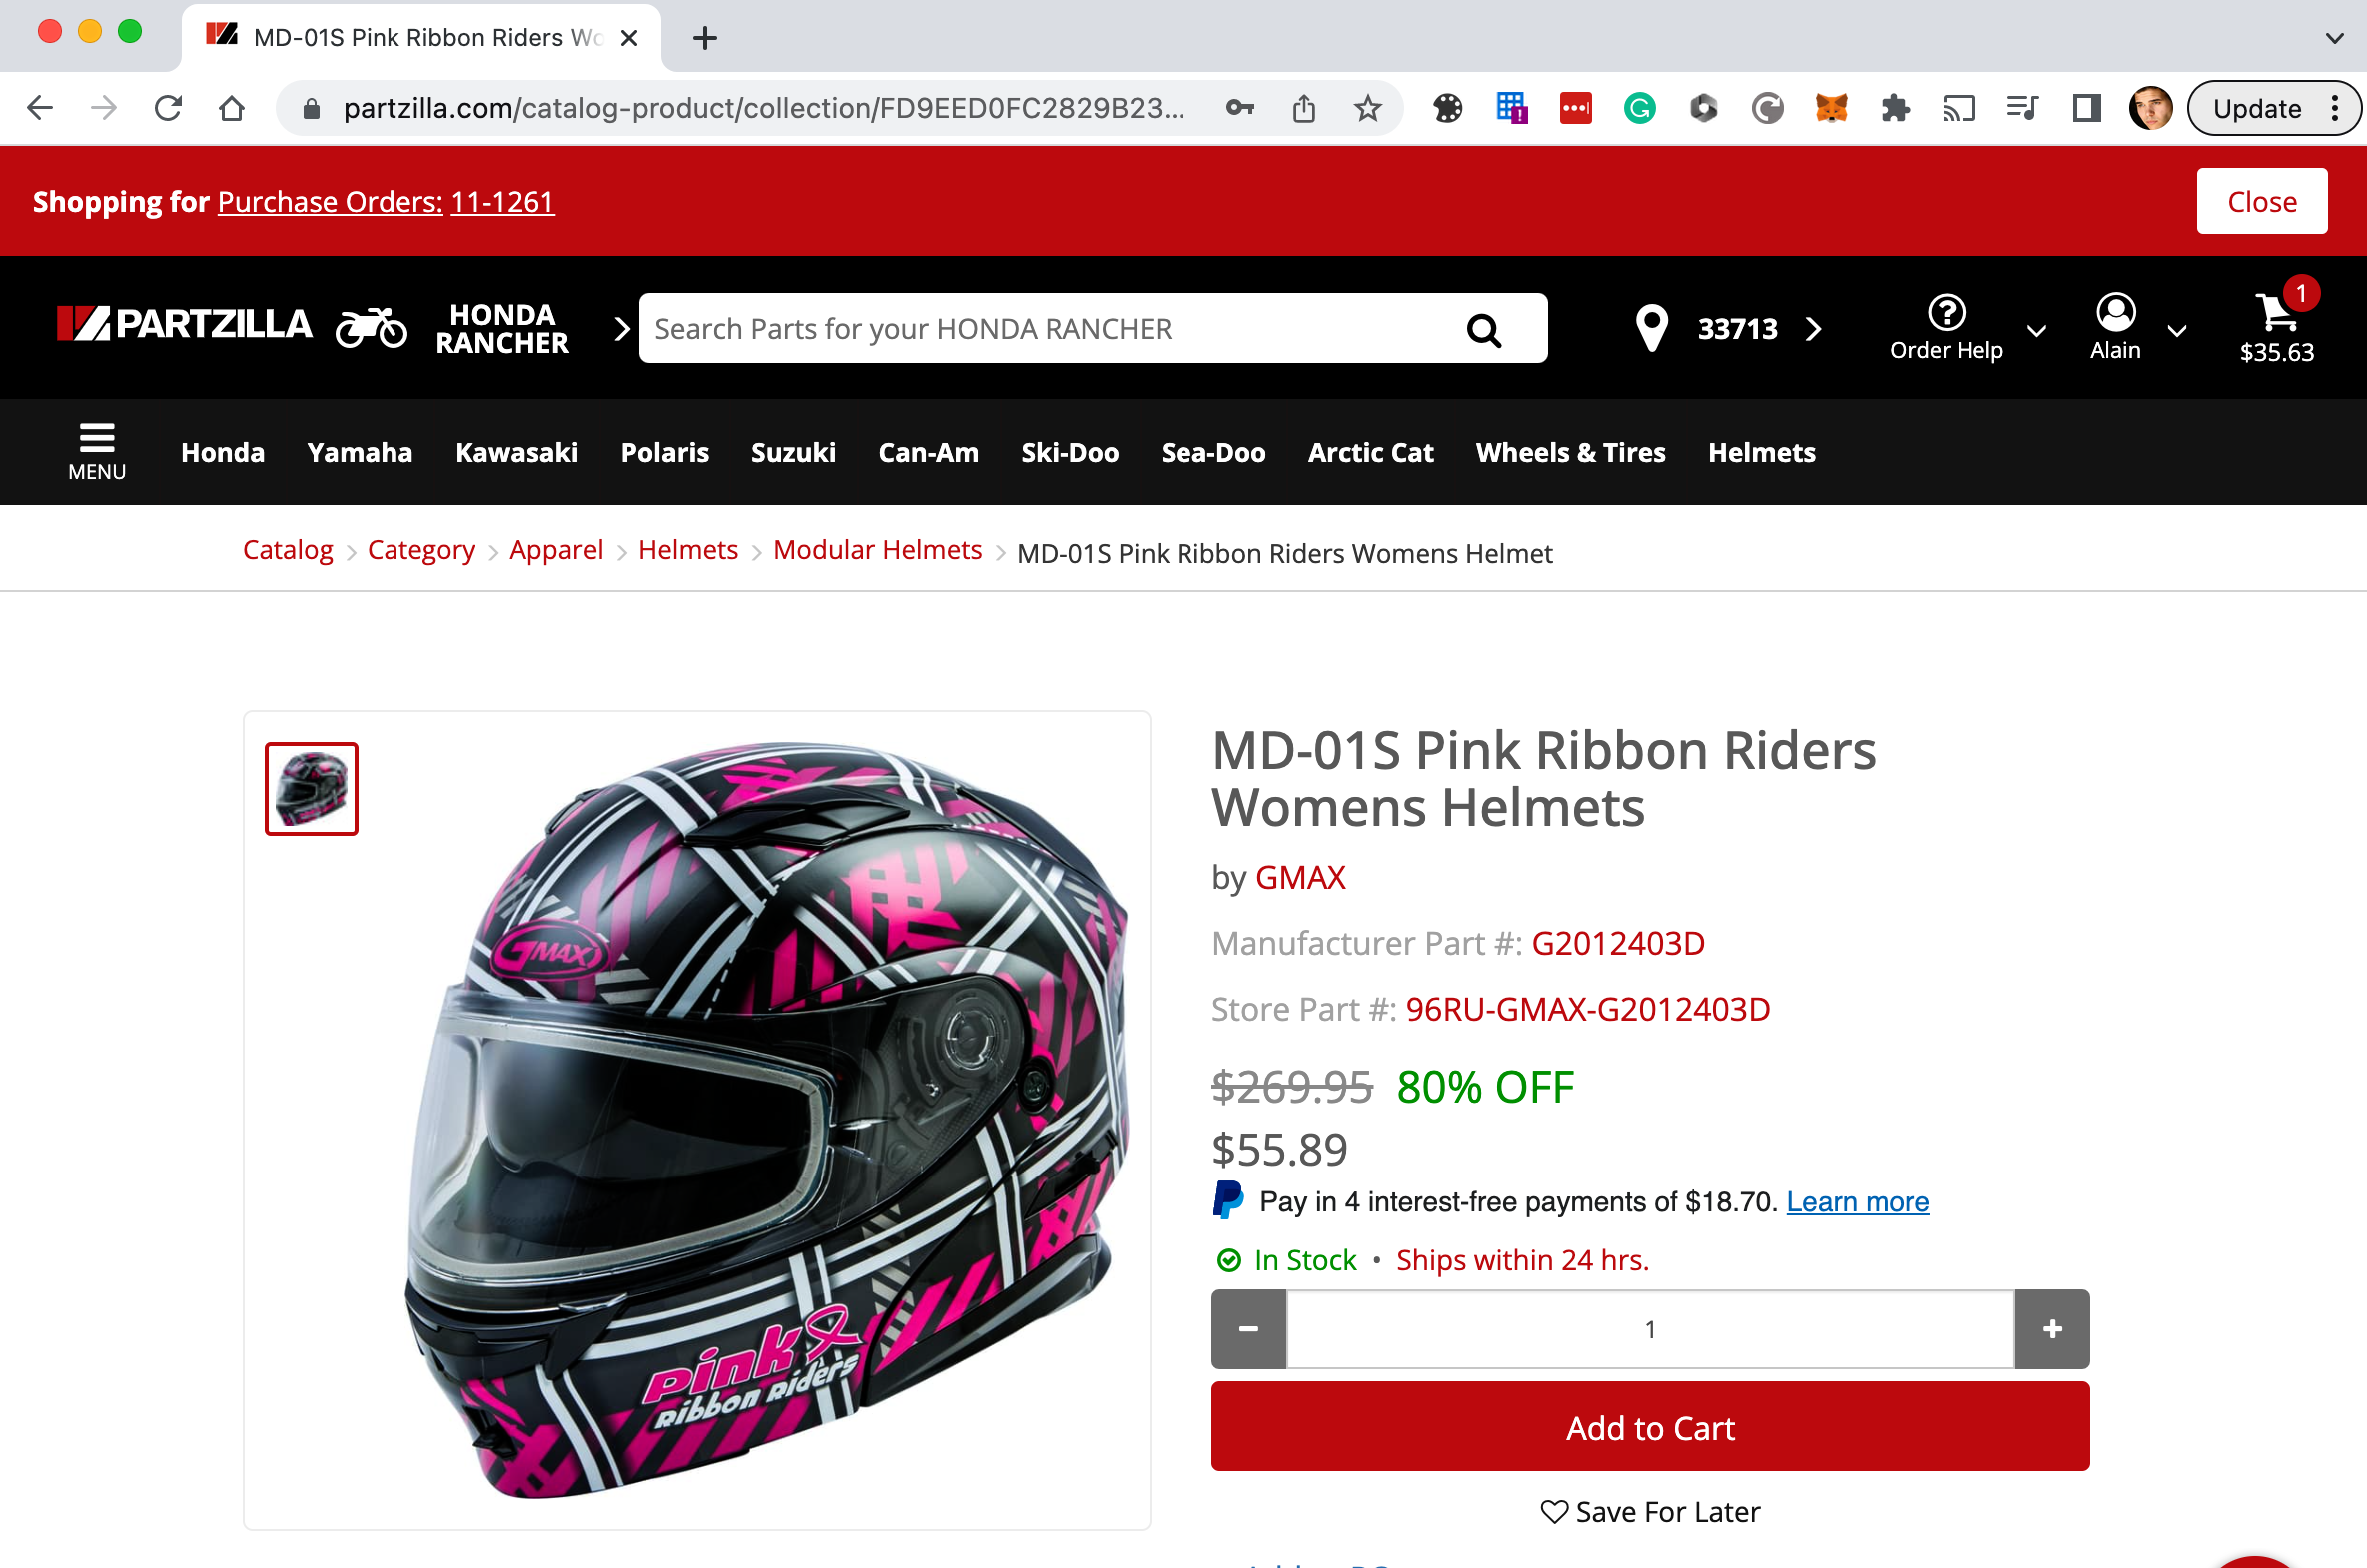 MD-01S Pink Ribbon Riders Wo
partzilla.com/catalog-product/collection/FD9EED0FC2829B23...
Update
Shopping for Purchase Orders: 11-1261
Close
PARTZILLA
HONDA
RANCHER
Search Parts for your HONDA RANCHER
33713
Order Help
Alain
1
$35.63
MENU
Honda
Yamaha
Kawasaki
Polaris
Suzuki
Can-Am
Ski-Doo
Sea-Doo
Arctic Cat
Wheels & Tires
Helmets
Catalog > Category > Apparel > Helmets > Modular Helmets > MD-01S Pink Ribbon Riders Womens Helmet
GMAX
Pink
Ribbon Riders
MD-01S Pink Ribbon Riders
Womens Helmets
by GMAX
Manufacturer Part #: G2012403D
Store Part #: 96RU-GMAX-G2012403D
$269.95 80% OFF
$55.89
Pay in 4 interest-free payments of $18.70. Learn more
In Stock • Ships within 24 hrs.
− 1 +
Add to Cart
Save For Later